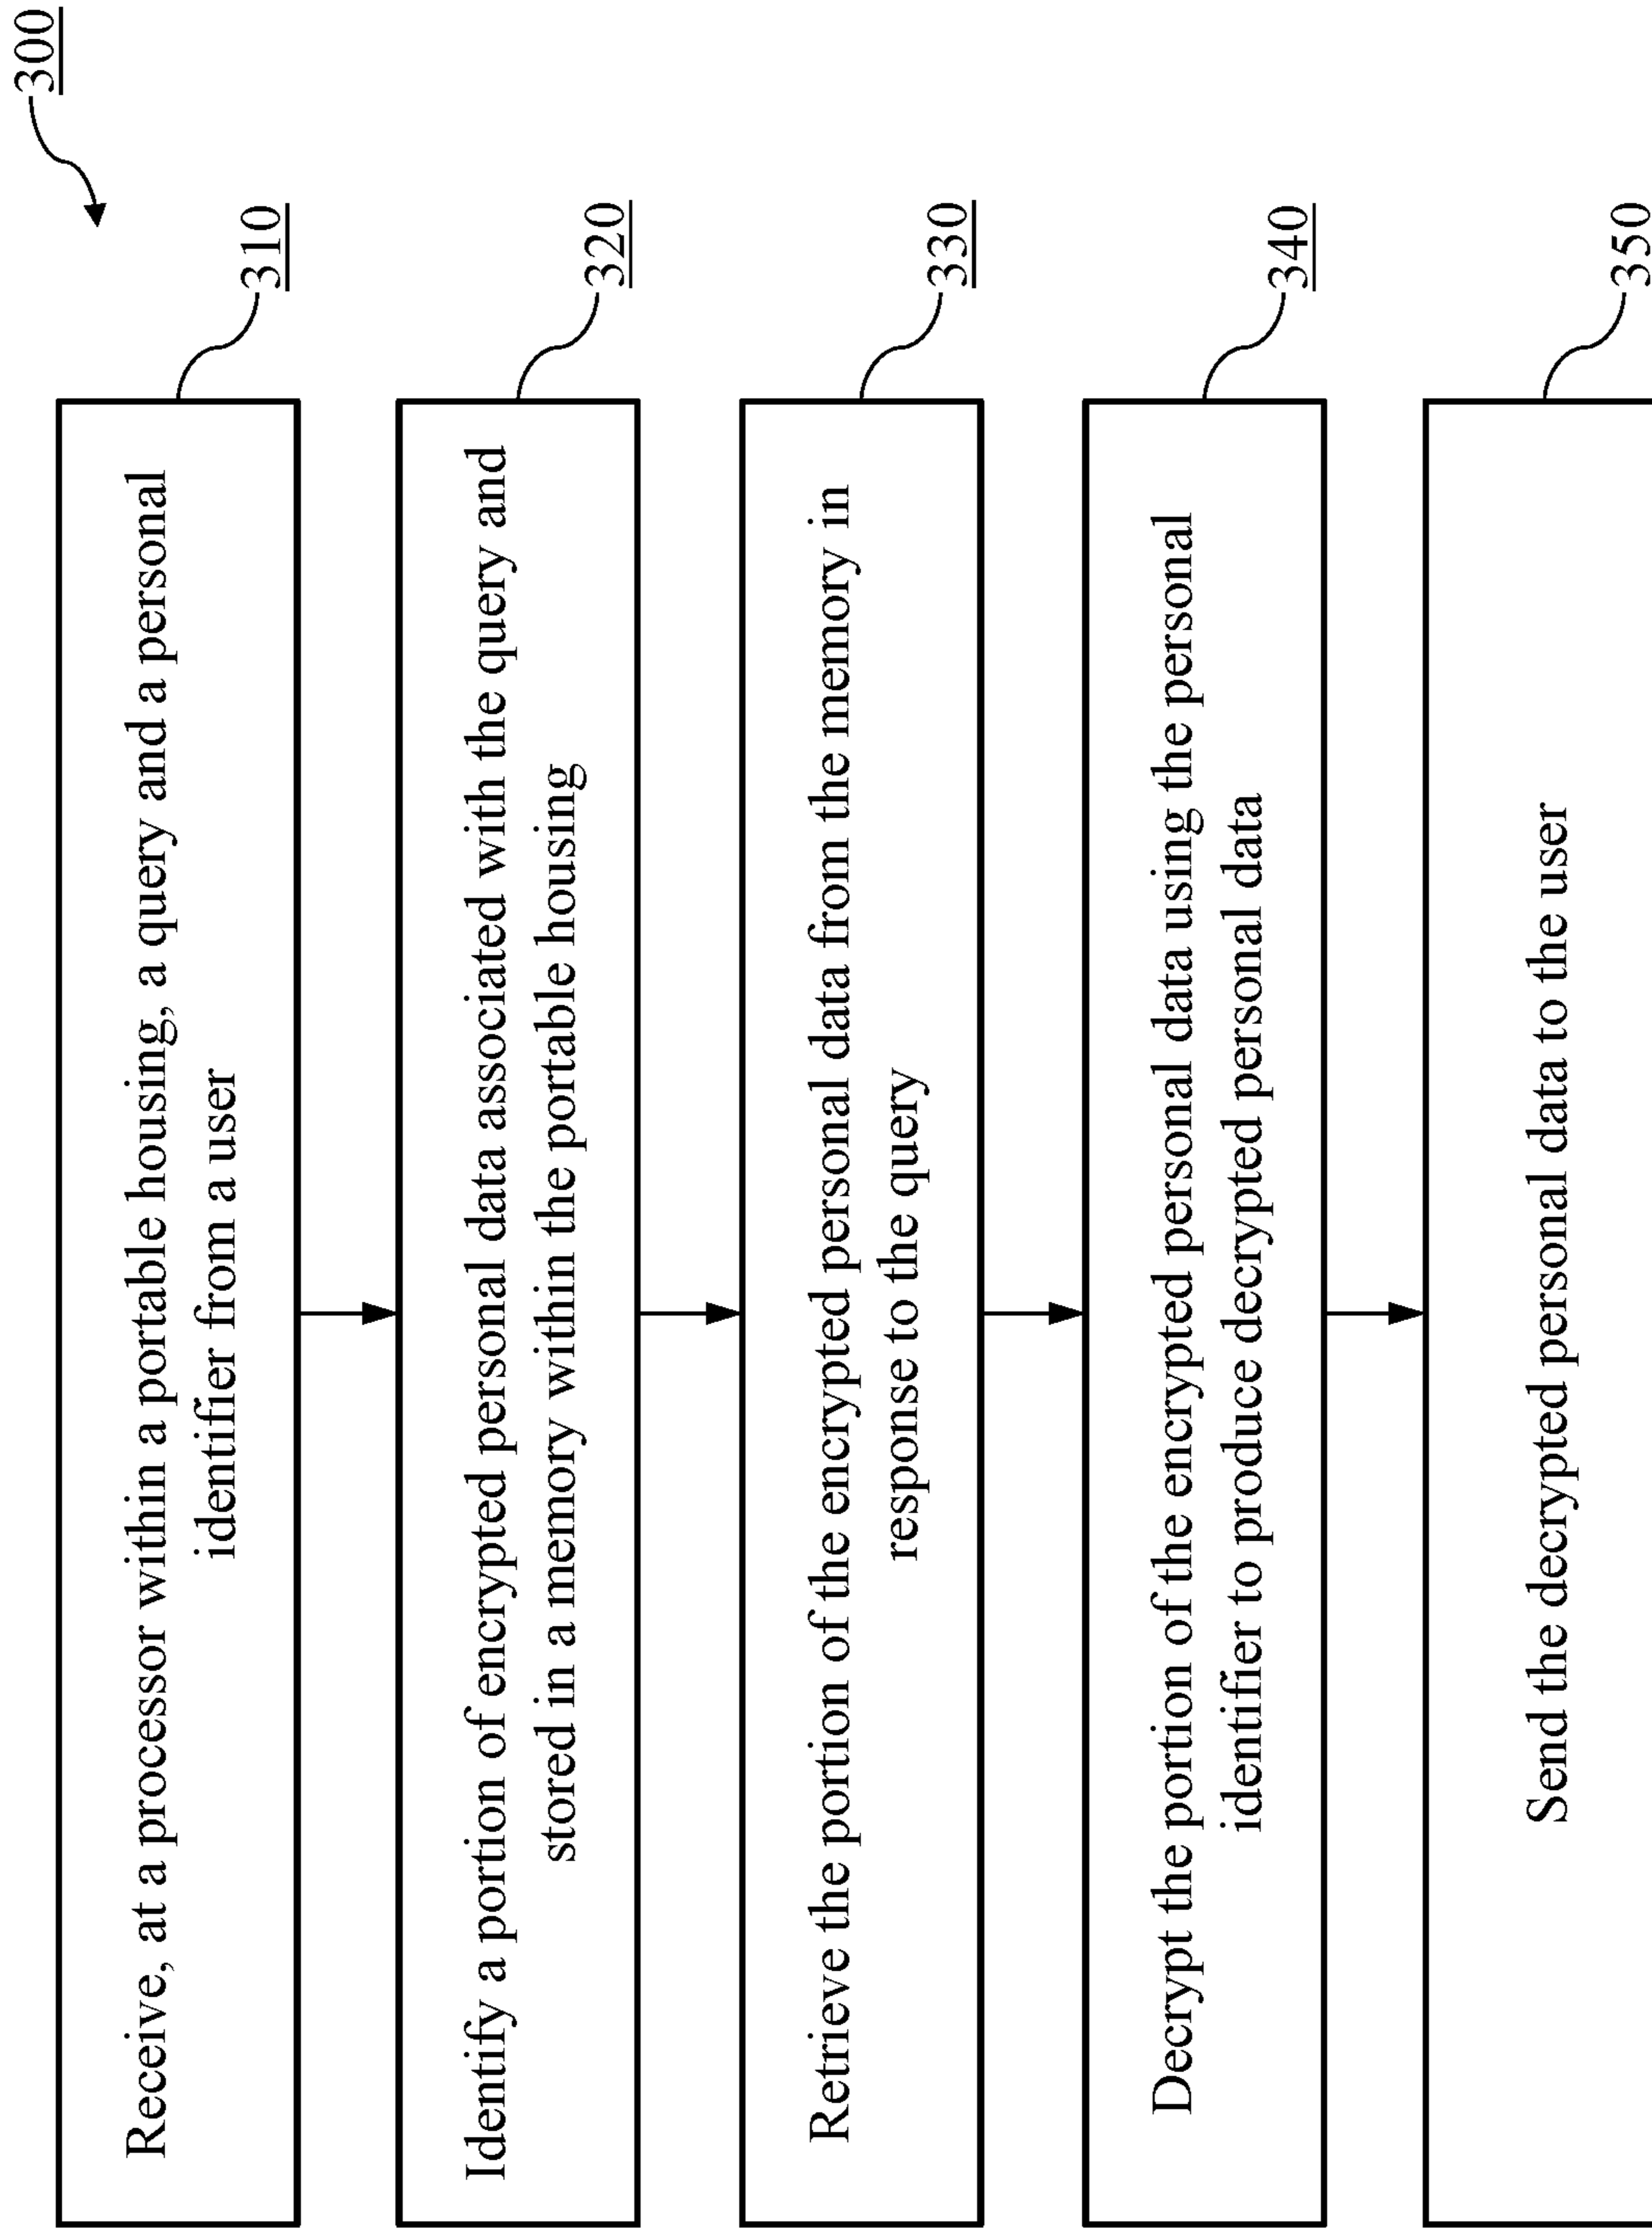 300
Receive, at a processor within a portable housing, a query and a personal
identifier from a user
310
Identify a portion of encrypted personal data associated with the query and
stored in a memory within the portable housing
320
Retrieve the portion of the encrypted personal data from the memory in
response to the query
330
Decrypt the portion of the encrypted personal data using the personal
identifier to produce decrypted personal data
340
Send the decrypted personal data to the user
350